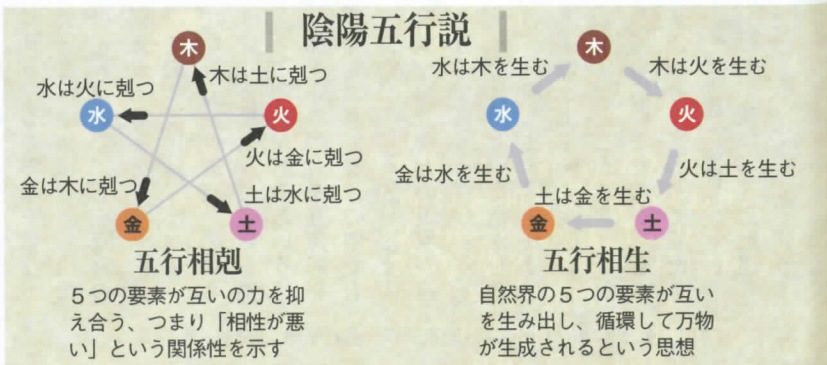 陰陽五行説
木
木は土に剋つ
水は火に剋つ
水
火
火は金に剋つ
金は木に剋つ
土は水に剋つ
金
土
五行相剋
5つの要素が互いの力を抑
え合う、つまり「相性が悪
い」という関係性を示す
木
水は木を生む
木は火を生む
水
火
金は水を生む
火は土を生む
土は金を生む
金
土
五行相生
自然界の5つの要素が互い
を生み出し、循環して万物
が生成されるという思想